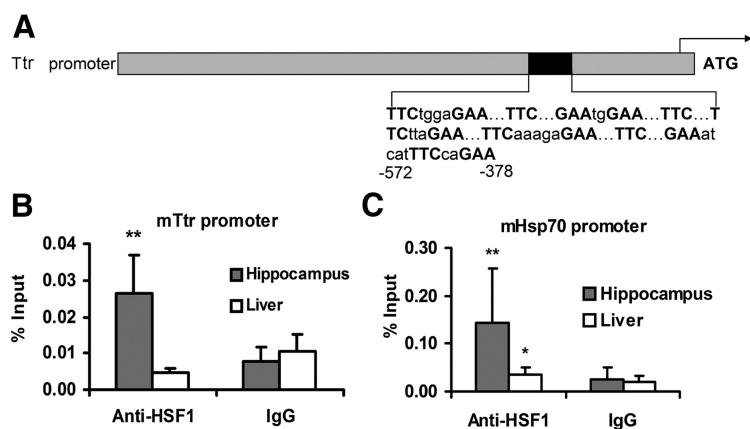 A
Ttr promoter
ATG
TTCtggaGAA...TTC...GAAtgGAA...TTC...T
TCttaGAA...TTCaaagaGAA...TTC...GAAat
catTTCcaGAA
-572 -378
B
mTtr promoter
**
0.04
0.03
0.02
0.01
0.00
% Input
Hippocampus
Liver
Anti-HSF1 IgG
C
mHsp70 promoter
**
*
0.30
0.20
0.10
0.00
% Input
Hippocampus
Liver
Anti-HSF1 IgG